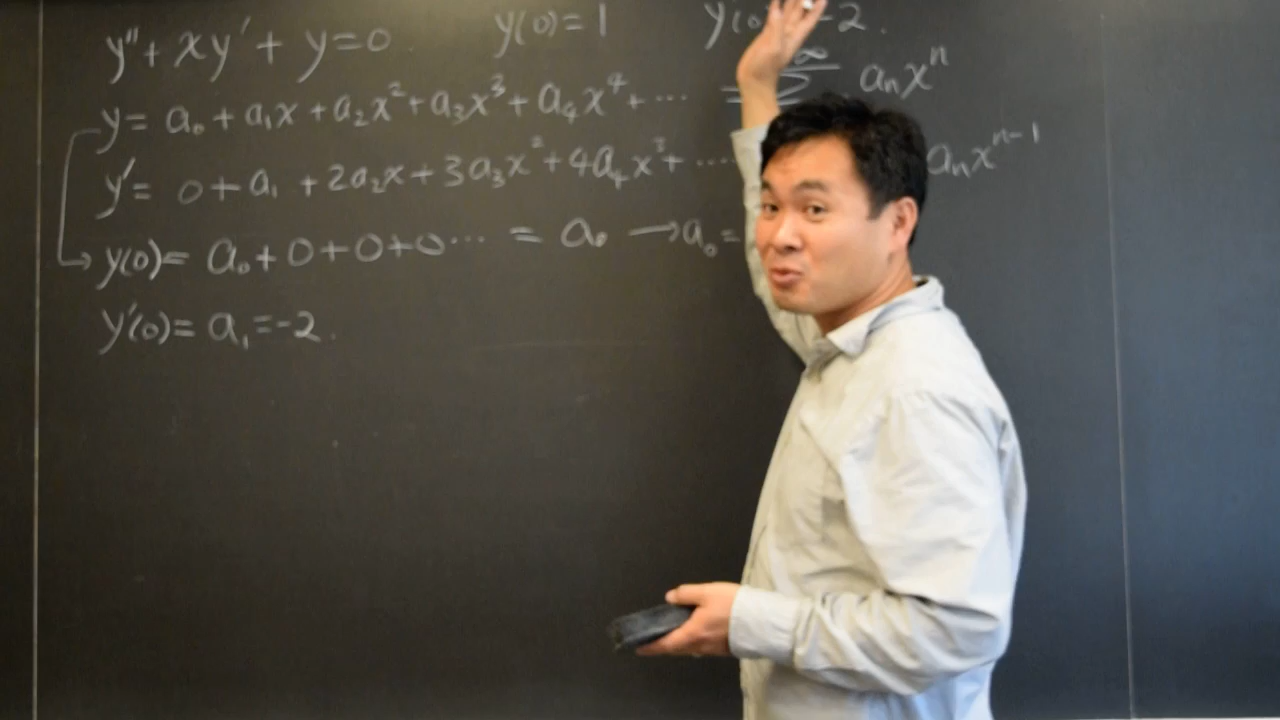 y''+ xy' + y=0 y(0)=1 y'(0)=-2.
y= a₀ + a₁x + a₂x² + a₃x³ + a₄x⁴ + ··· = ∑ ∞ aₙxⁿ
y'= 0 + a₁ + 2a₂x + 3a₃x² + 4a₄x³ + ···· aₙxⁿ⁻¹
y(0)= a₀ + 0 + 0 + 0 ··· = a₀ → a₀ =
y'(0)= a₁ = -2.